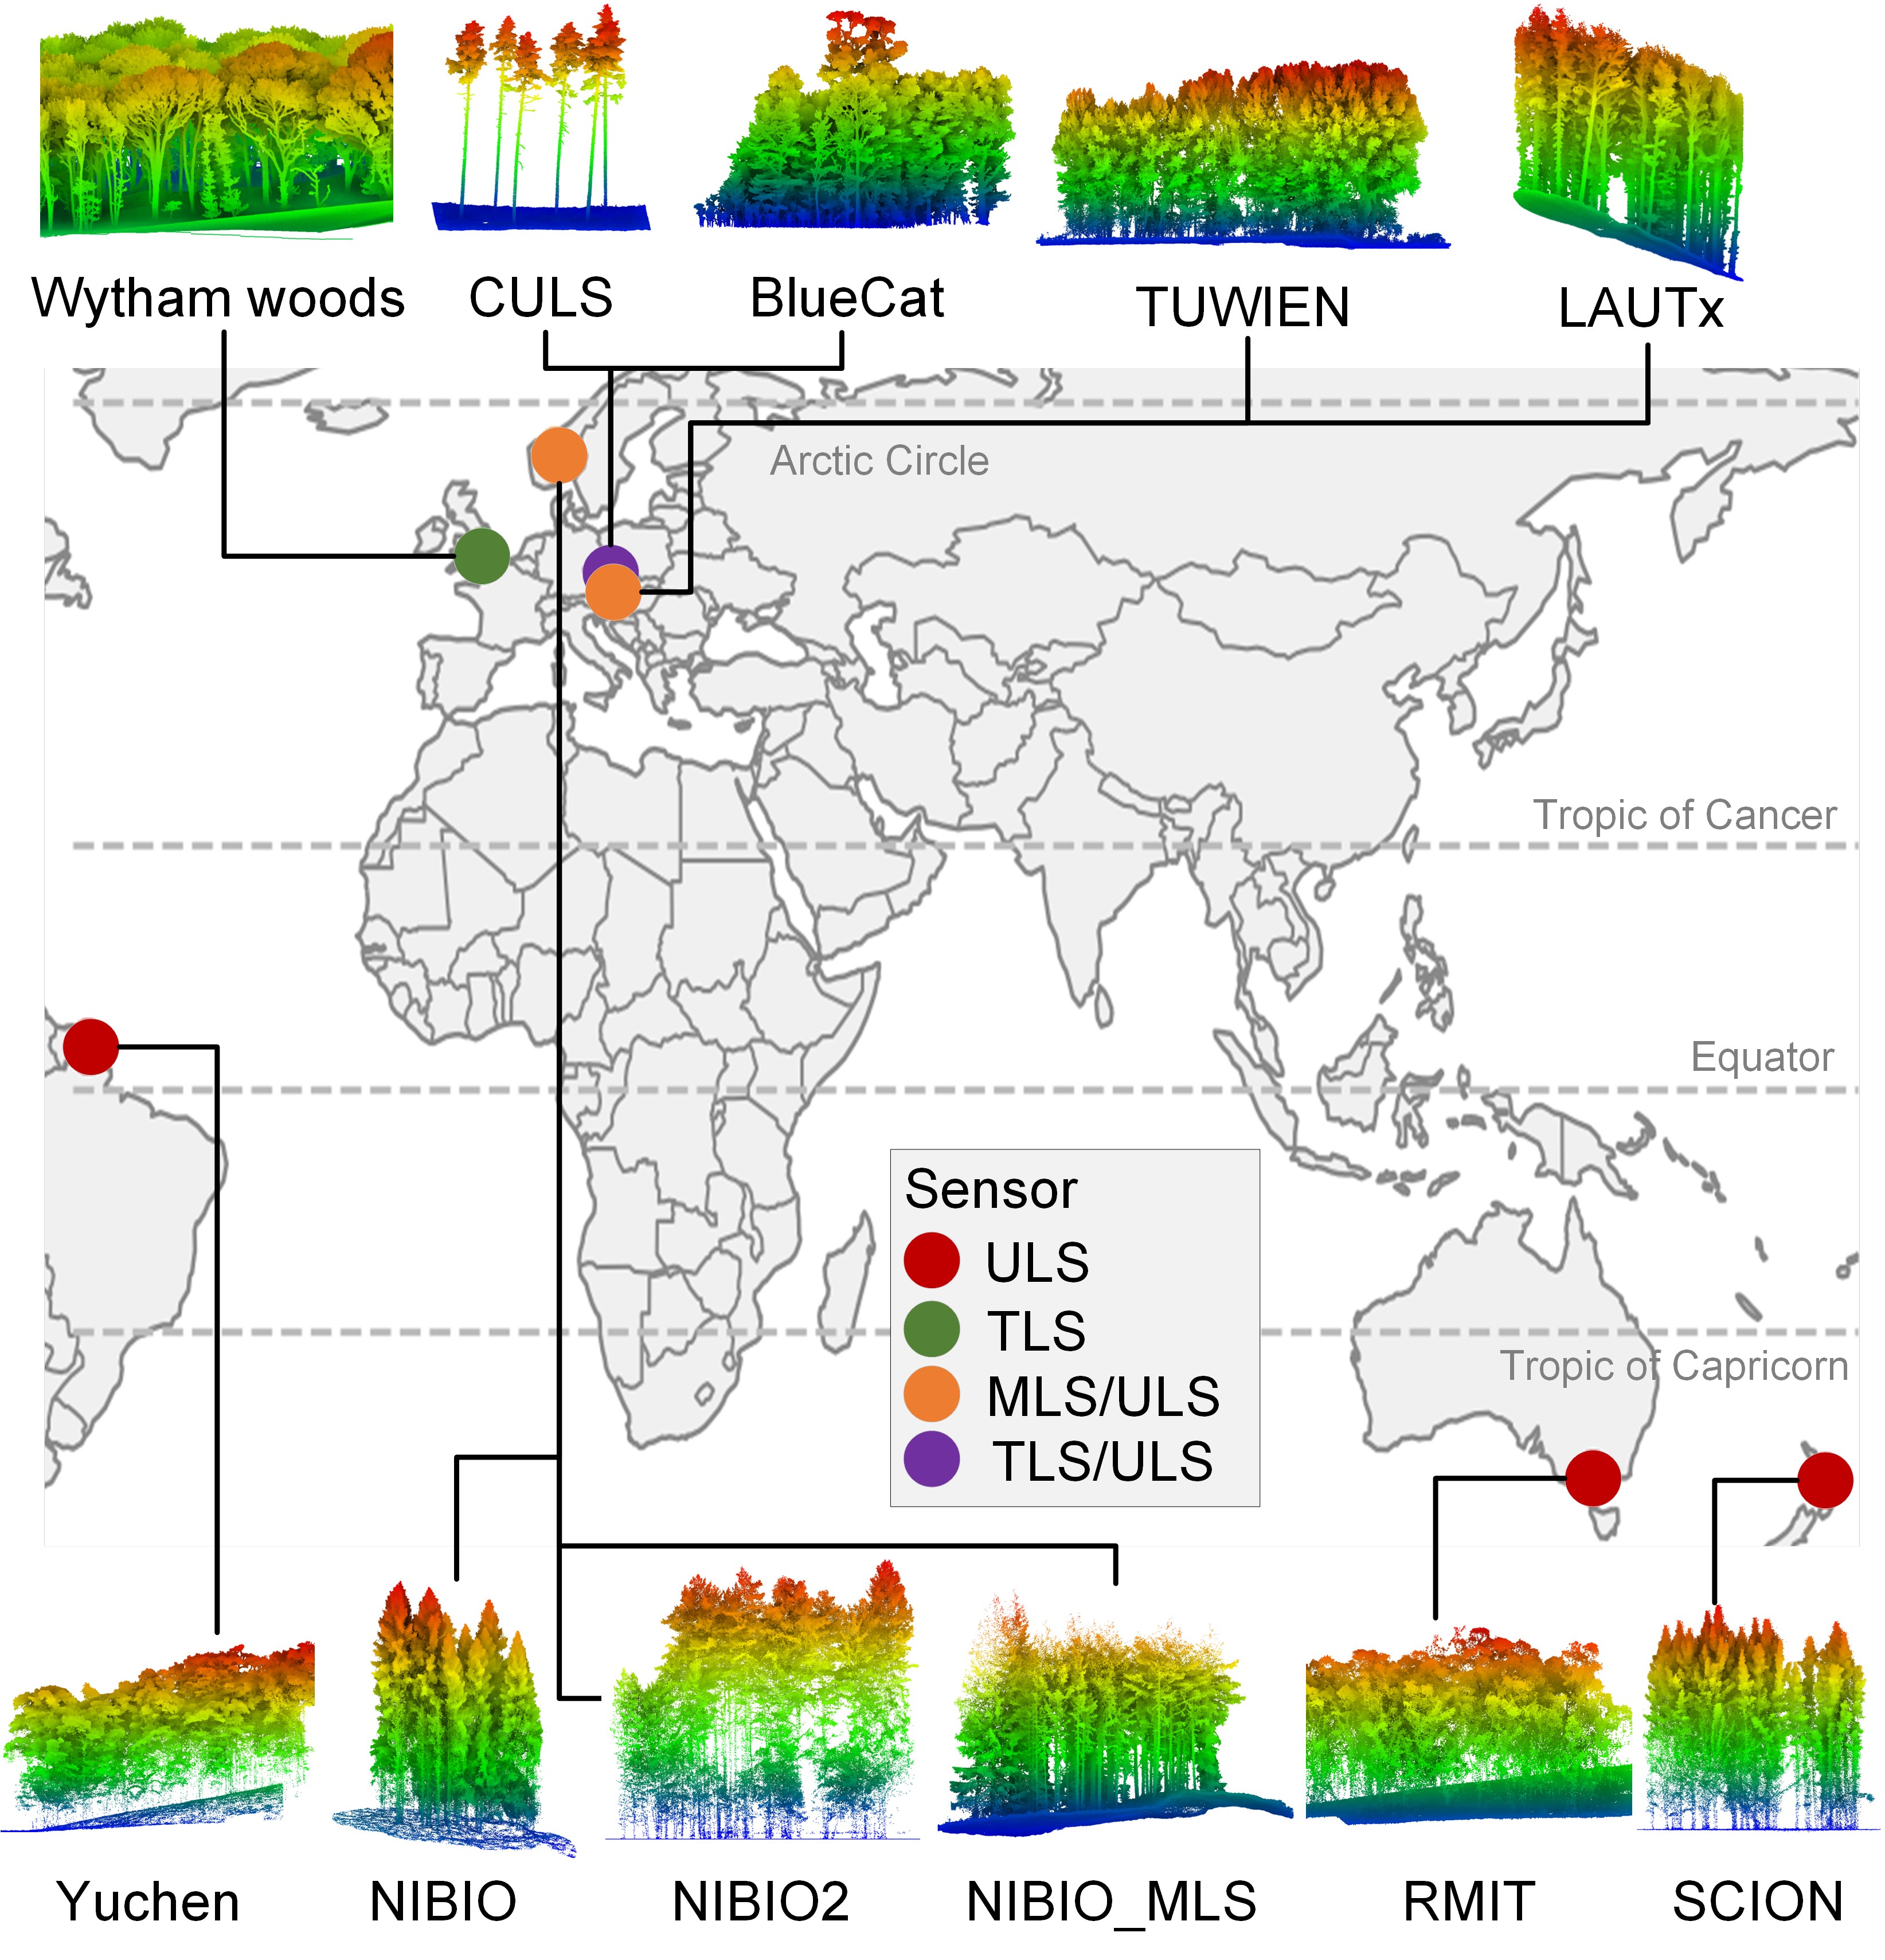 Wytham woods
CULS
BlueCat
TUWIEN
LAUTx
Arctic Circle
Tropic of Cancer
Equator
Tropic of Capricorn
Sensor
ULS
TLS
MLS/ULS
TLS/ULS
Yuchen
NIBIO
NIBIO2
NIBIO_MLS
RMIT
SCION